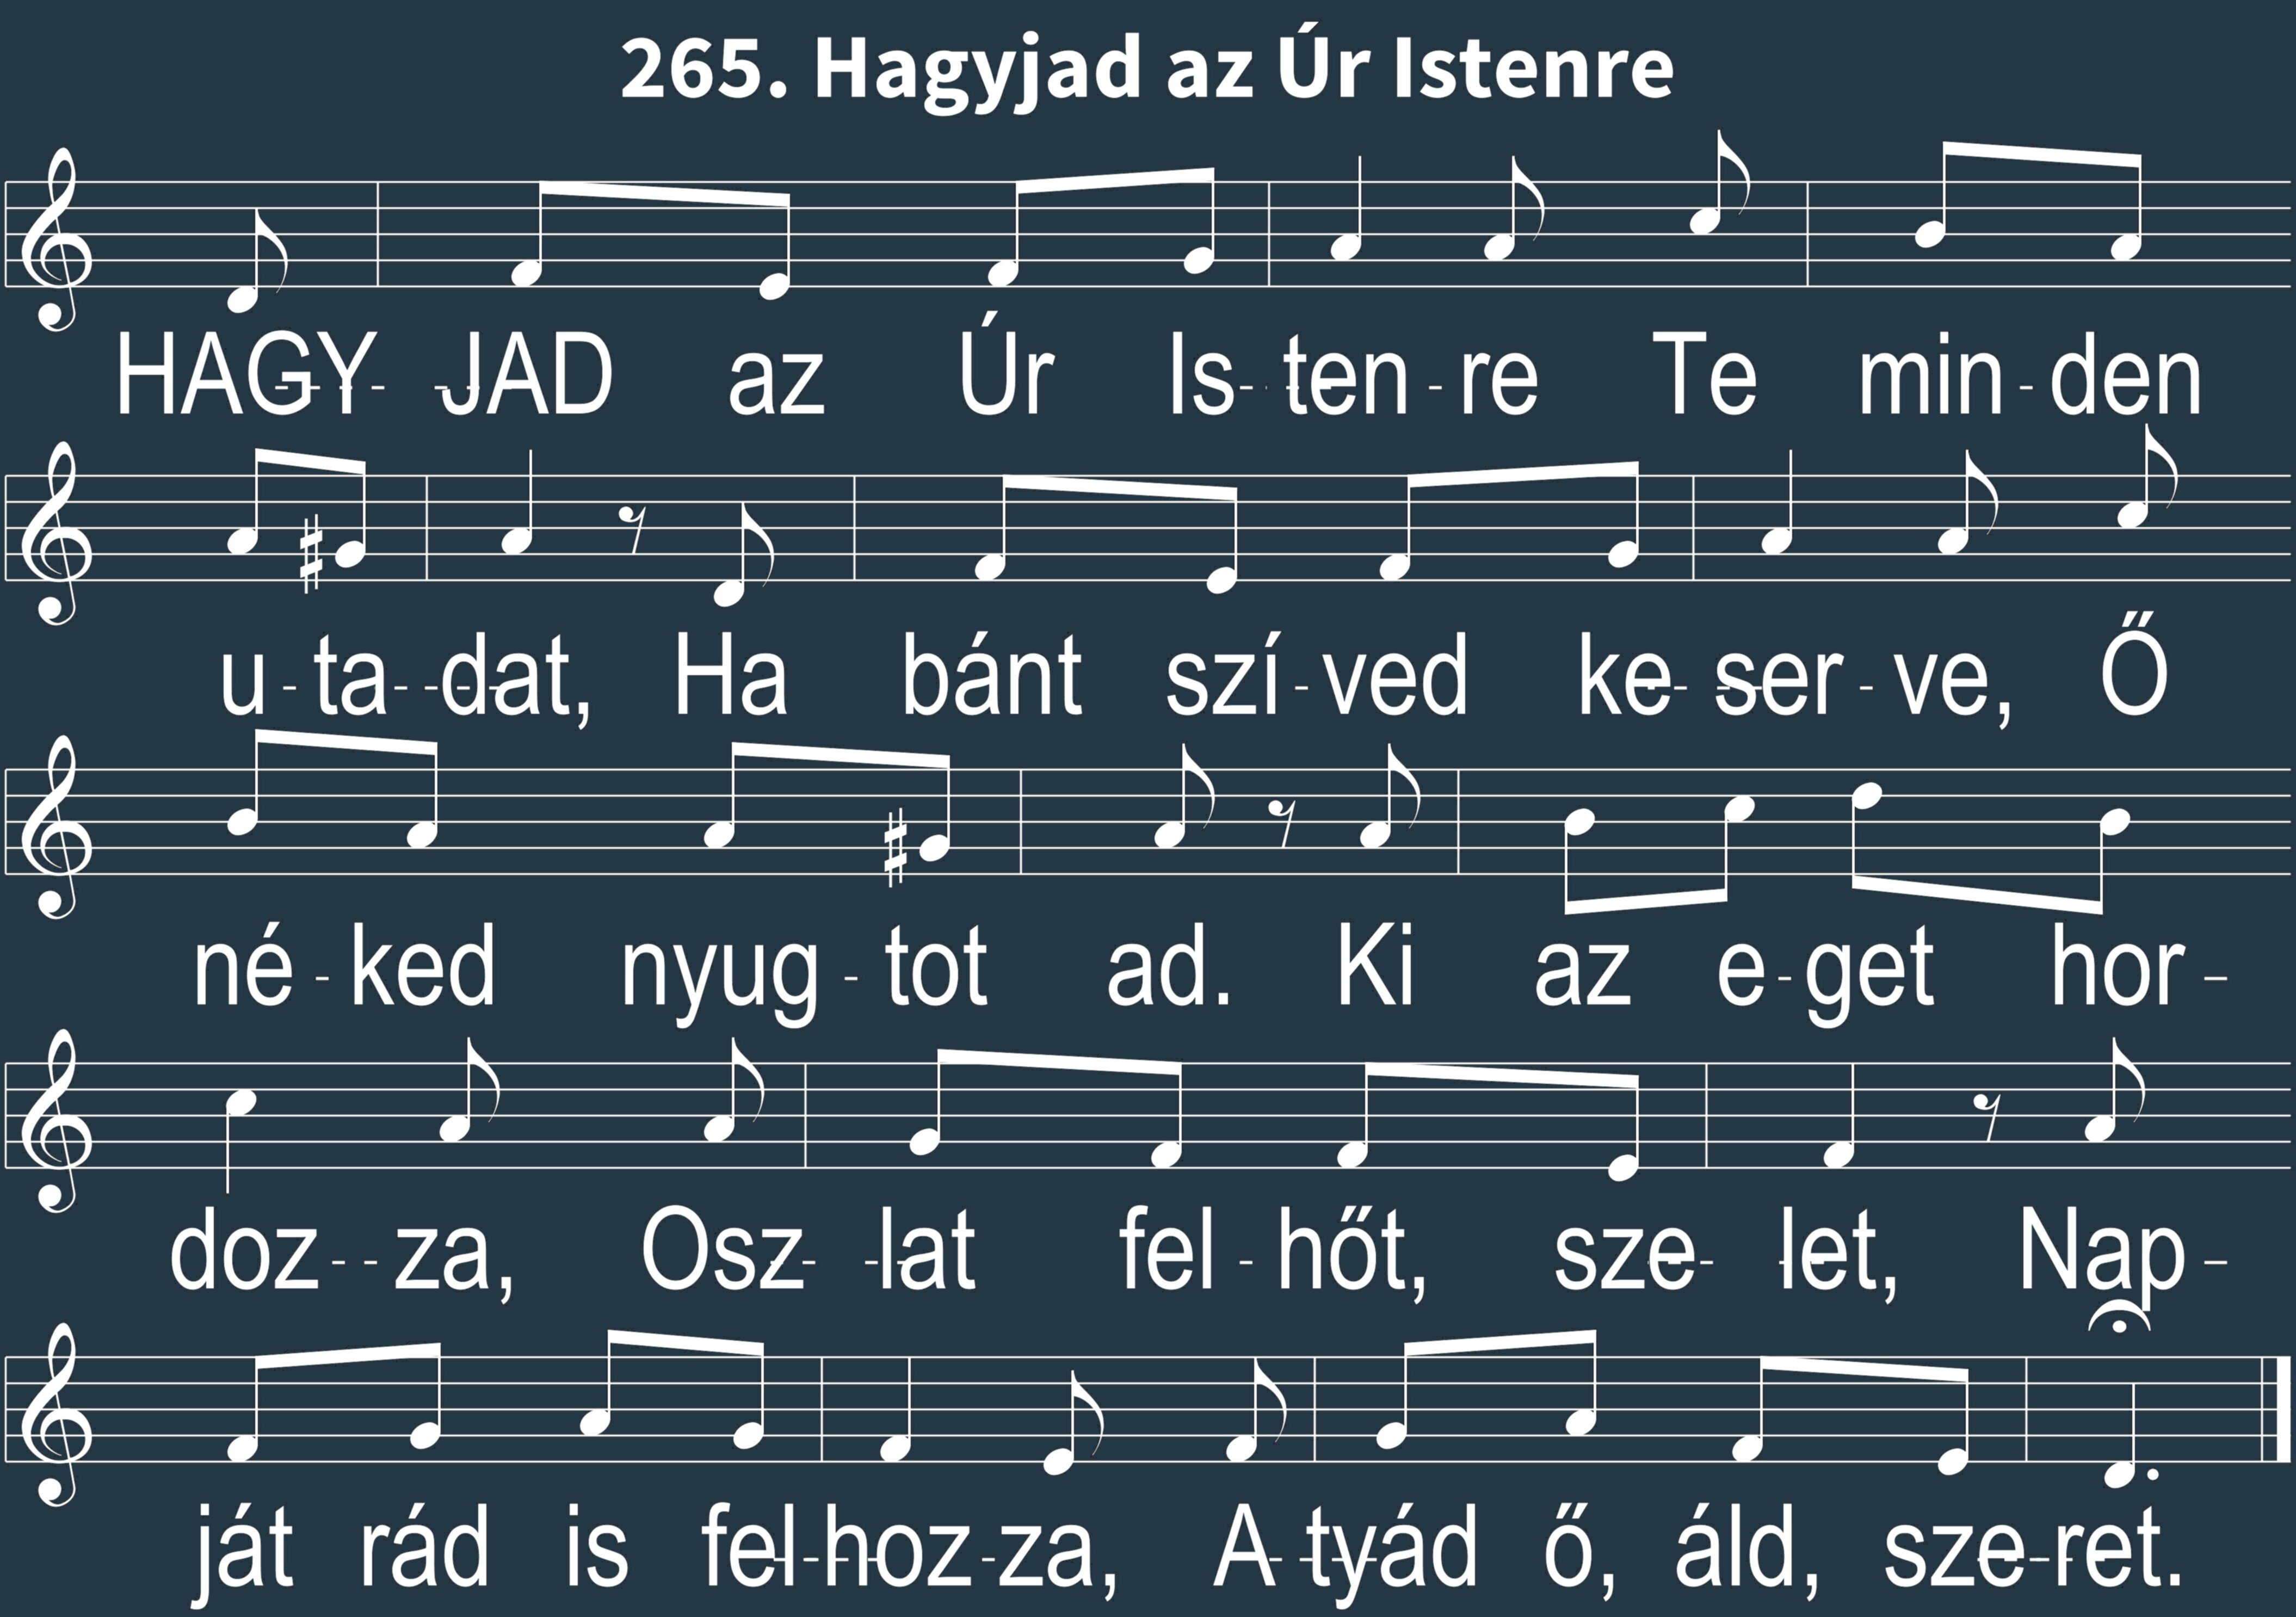 265. Hagyjad az Úr Istenre
HAGY-JAD az Úr Is-ten-re Te min-den
u-ta-dat, Ha bánt szí-ved ke-ser-ve, Ő
né-ked nyug-tot ad. Ki az e-get hor-
doz-za, Osz-lat fel-hőt, sze-let, Nap-
ját rád is fel-hoz-za, A-tyád ő, áld, sze-ret.